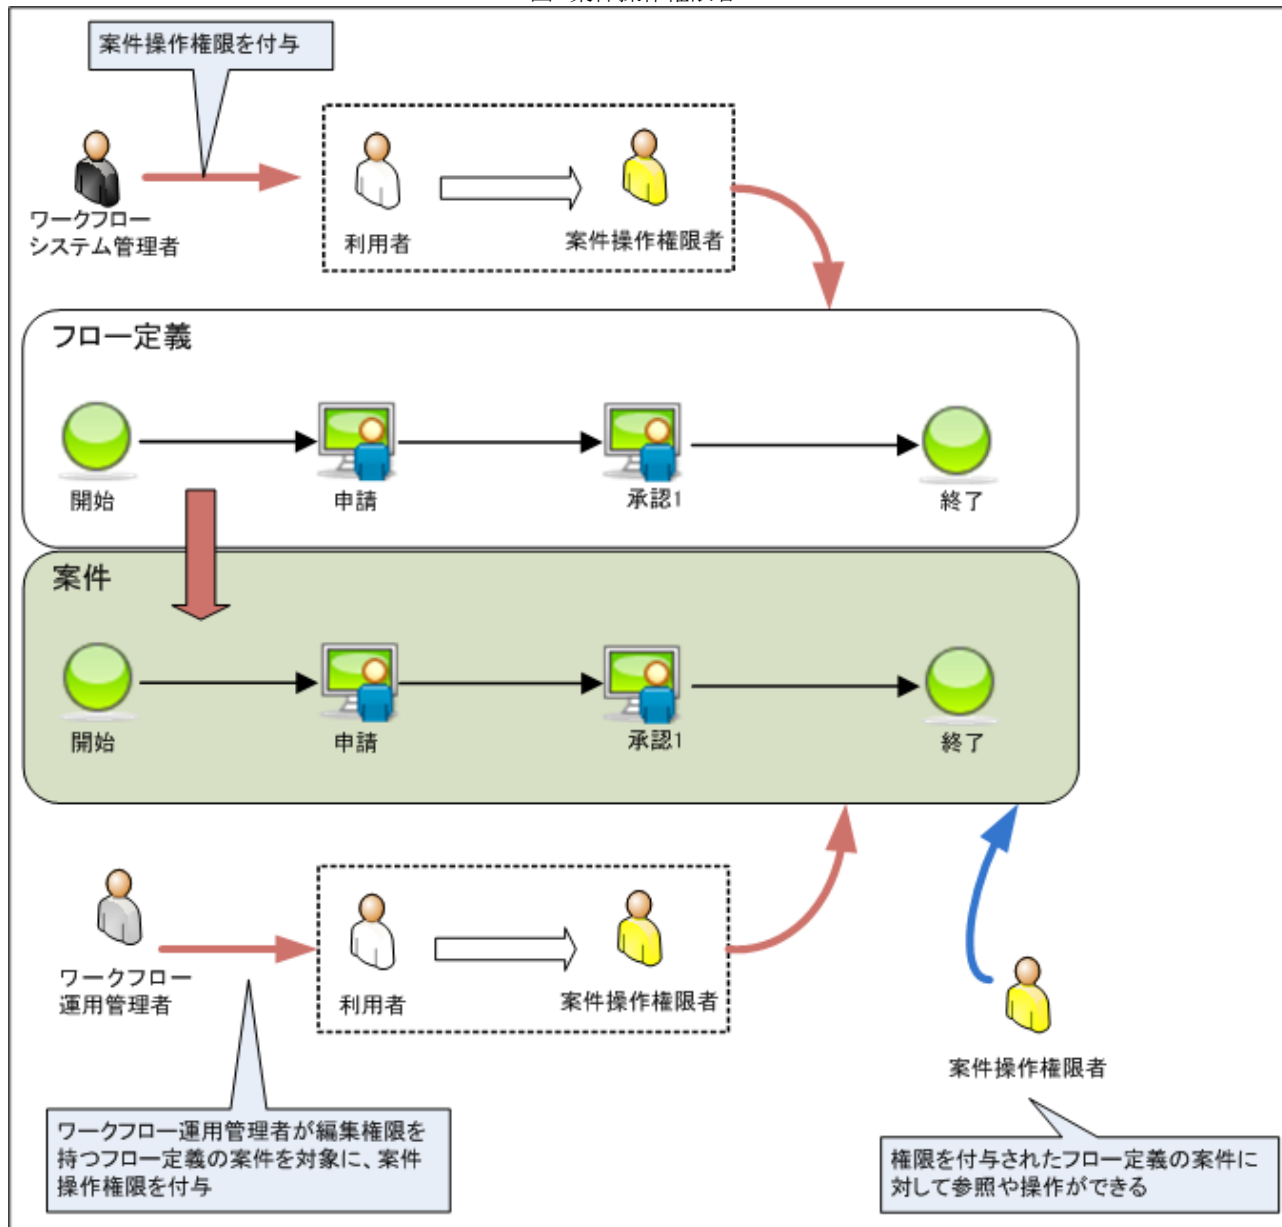 案件操作権限を付与
ワークフロー
システム管理者
利用者
案件操作権限者
フロー定義
開始
申請
承認1
終了
案件
開始
申請
承認1
終了
ワークフロー
運用管理者
利用者
案件操作権限者
案件操作権限者
ワークフロー運用管理者が編集権限を
持つフロー定義の案件を対象に、案件
操作権限を付与
権限を付与されたフロー定義の案件に
対して参照や操作ができる